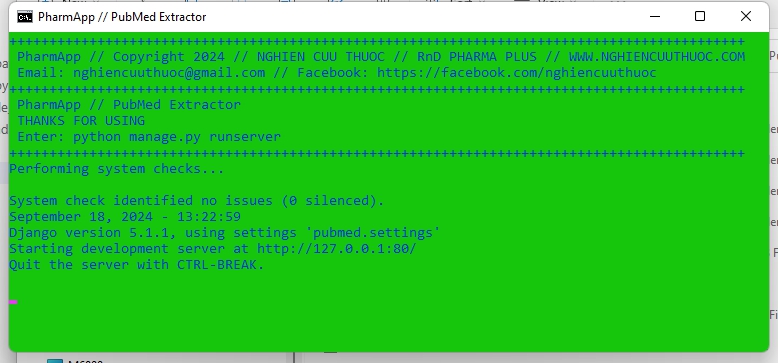 PharmApp // PubMed Extractor
+++++++++++++++++++++++++++++++++++++++++++++++++++++++++++++++++++++++++++++++++++++++++++
PharmApp // Copyright 2024 // NGHIEN CUU THUOC // RnD PHARMA PLUS // WWW.NGHIENCUUTHUOC.COM
Email: nghiencuuthuoc@gmail.com // Facebook: https://facebook.com/nghiencuuthuoc
+++++++++++++++++++++++++++++++++++++++++++++++++++++++++++++++++++++++++++++++++++++++++++
PharmApp // PubMed Extractor
THANKS FOR USING
Enter: python manage.py runserver
+++++++++++++++++++++++++++++++++++++++++++++++++++++++++++++++++++++++++++++++++++++++++++
Performing system checks...
System check identified no issues (0 silenced).
September 18, 2024 - 13:22:59
Django version 5.1.1, using settings 'pubmed.settings'
Starting development server at http://127.0.0.1:80/
Quit the server with CTRL-BREAK.